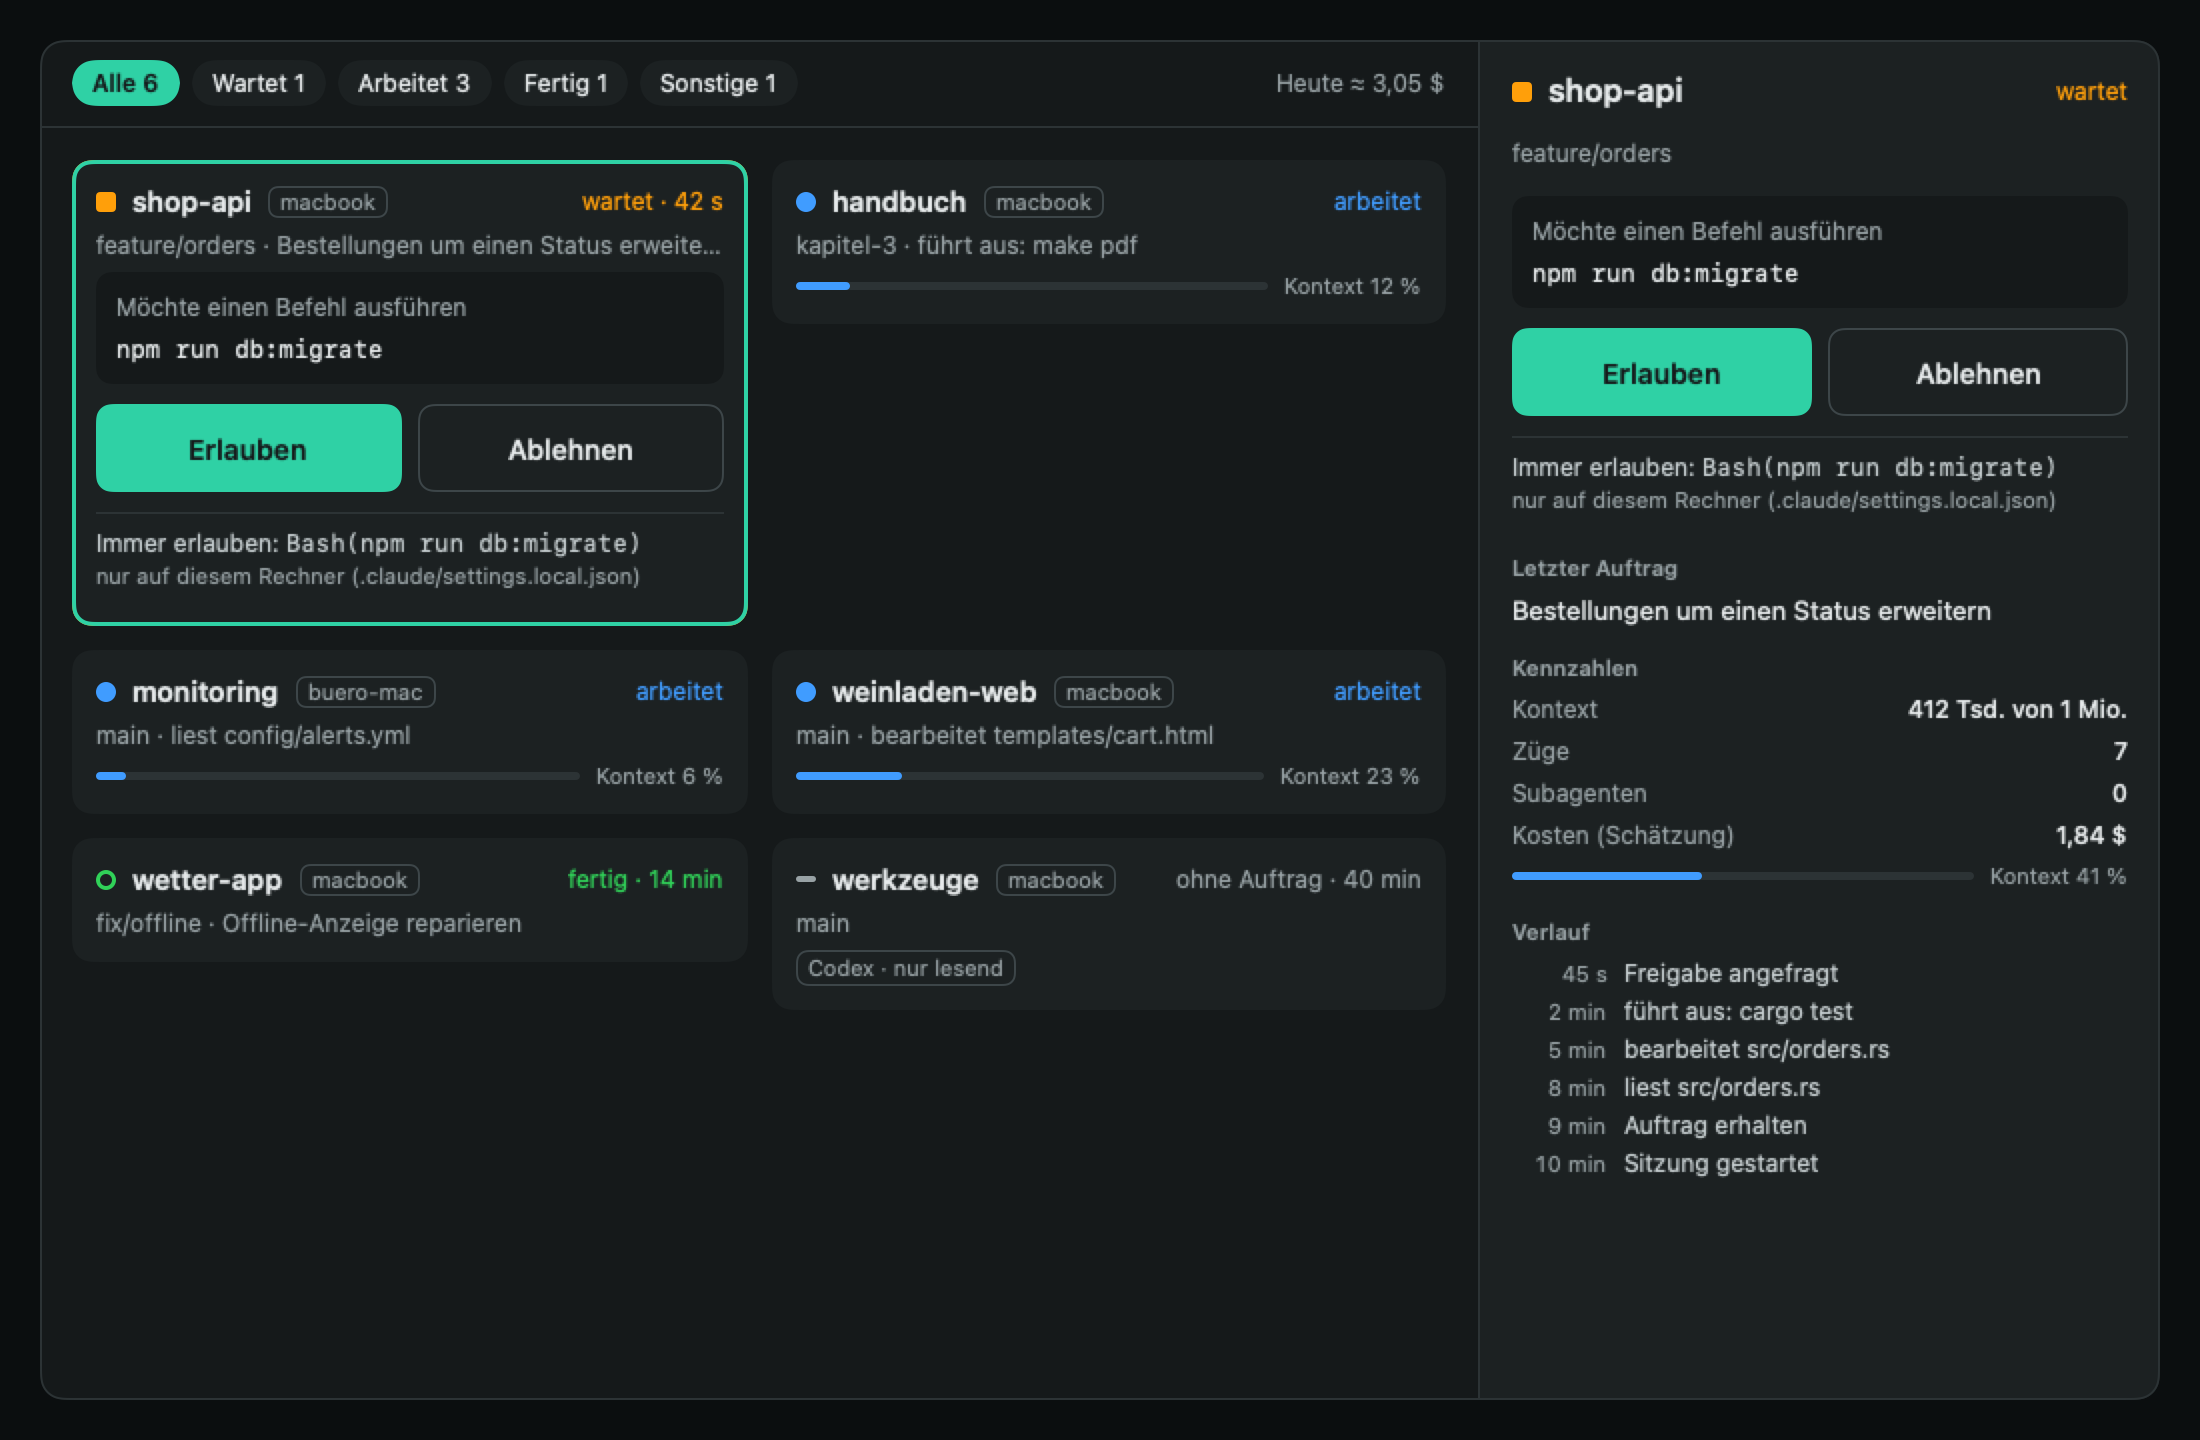 Alle 6 Wartet 1 Arbeitet 3 Fertig 1 Sonstige 1 Heute ≈ 3,05 $
shop-api macbook wartet · 42 s
feature/orders · Bestellungen um einen Status erweite…
Möchte einen Befehl ausführen
npm run db:migrate
Erlauben Ablehnen
Immer erlauben: Bash(npm run db:migrate)
nur auf diesem Rechner (.claude/settings.local.json)
handbuch macbook arbeitet
kapitel-3 · führt aus: make pdf
Kontext 12 %
monitoring buero-mac arbeitet
main · liest config/alerts.yml
Kontext 6 %
weinladen-web macbook arbeitet
main · bearbeitet templates/cart.html
Kontext 23 %
wetter-app macbook fertig · 14 min
fix/offline · Offline-Anzeige reparieren
werkzeuge macbook ohne Auftrag · 40 min
main
Codex · nur lesend
shop-api wartet
feature/orders
Möchte einen Befehl ausführen
npm run db:migrate
Erlauben Ablehnen
Immer erlauben: Bash(npm run db:migrate)
nur auf diesem Rechner (.claude/settings.local.json)
Letzter Auftrag
Bestellungen um einen Status erweitern
Kennzahlen
Kontext 412 Tsd. von 1 Mio.
Züge 7
Subagenten 0
Kosten (Schätzung) 1,84 $
Kontext 41 %
Verlauf
45 s Freigabe angefragt
2 min führt aus: cargo test
5 min bearbeitet src/orders.rs
8 min liest src/orders.rs
9 min Auftrag erhalten
10 min Sitzung gestartet